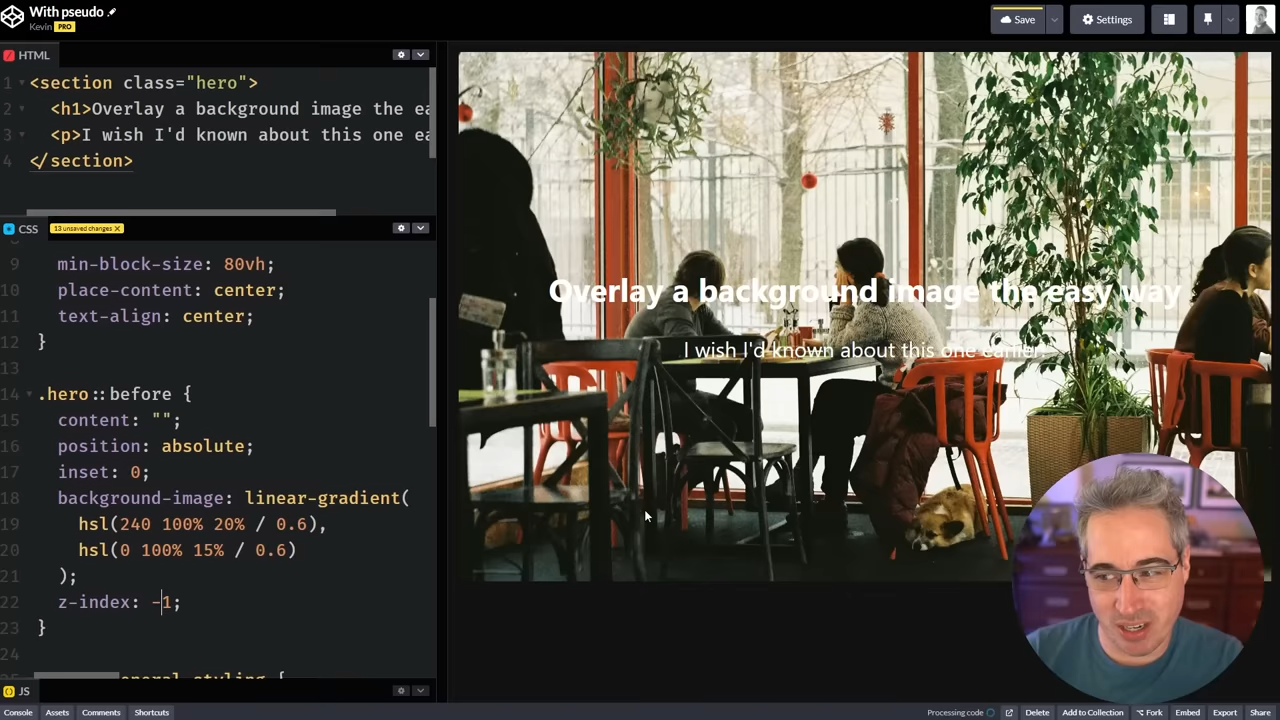 With pseudo
Kevin PRO
Save
Settings
HTML
1 <section class="hero">
2 <h1>Overlay a background image the ea
3 <p>I wish I'd known about this one ea
4 </section>
CSS 13 unsaved changes X
9 min-block-size: 80vh;
10 place-content: center;
11 text-align: center;
12 }
13
14 .hero::before {
15 content: "";
16 position: absolute;
17 inset: 0;
18 background-image: linear-gradient(
19 hsl(240 100% 20% / 0.6),
20 hsl(0 100% 15% / 0.6)
21 );
22 z-index: -1;
23 }
24
JS
Overlay a background image the easy way
I wish I'd known about this one earlier!
Console Assets Comments Shortcuts
Processing code Delete Add to Collection Fork Embed Export Share